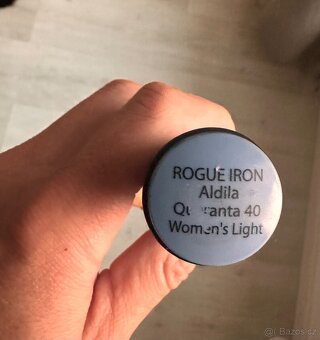 ROGUE IRON
Aldila
Quaranta 40
Women's Light
Bazos.cz